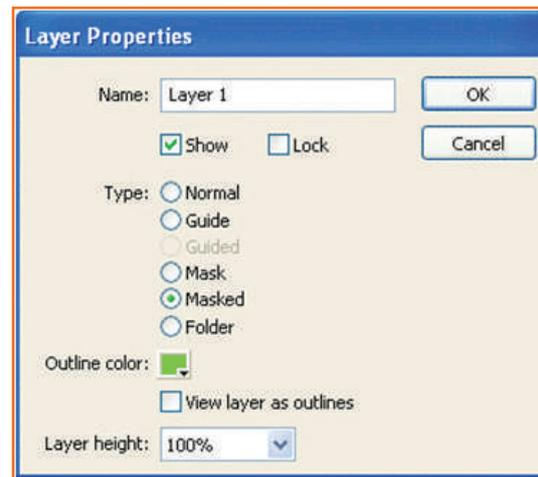 Layer Properties
Name: Layer 1 OK
Show Lock Cancel
Type: Normal
Guide
Guided
Mask
Masked
Folder
Outline color:
View layer as outlines
Layer height: 100%